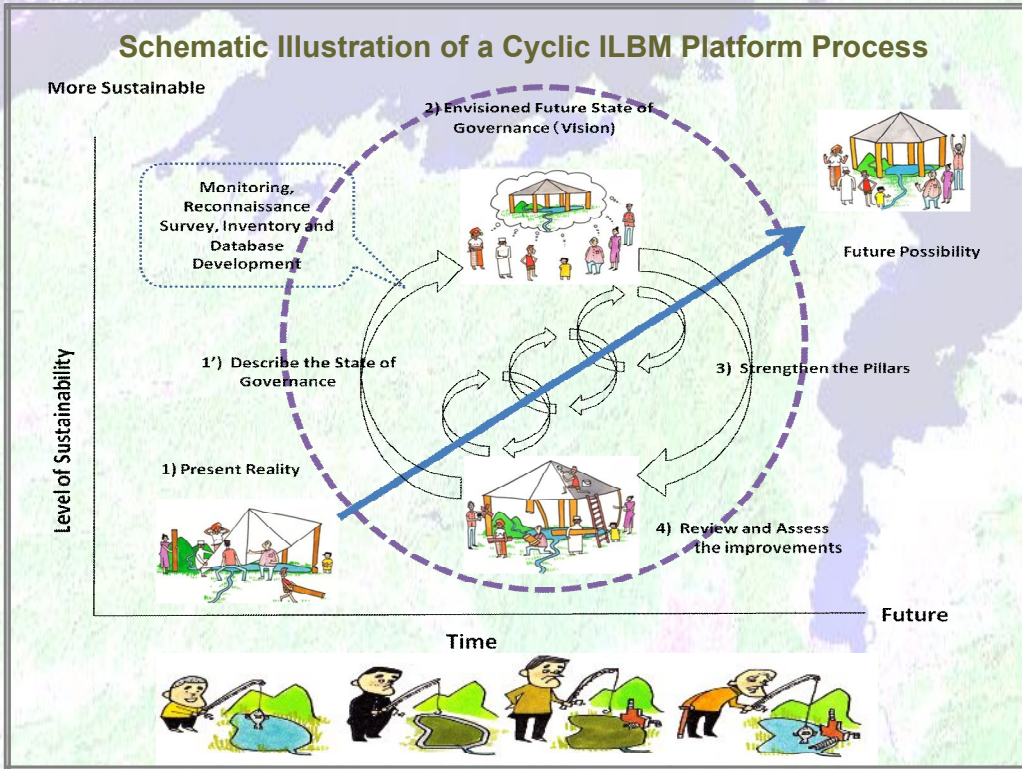 Schematic Illustration of a Cyclic ILBM Platform Process
More Sustainable
2) Envisioned Future State of
Governance (Vision)
Monitoring,
Reconnaissance
Survey, Inventory and
Database
Development
Future Possibility
1') Describe the State of
Governance
3) Strengthen the Pillars
Level of Sustainability
1) Present Reality
4) Review and Assess
the improvements
Future
Time